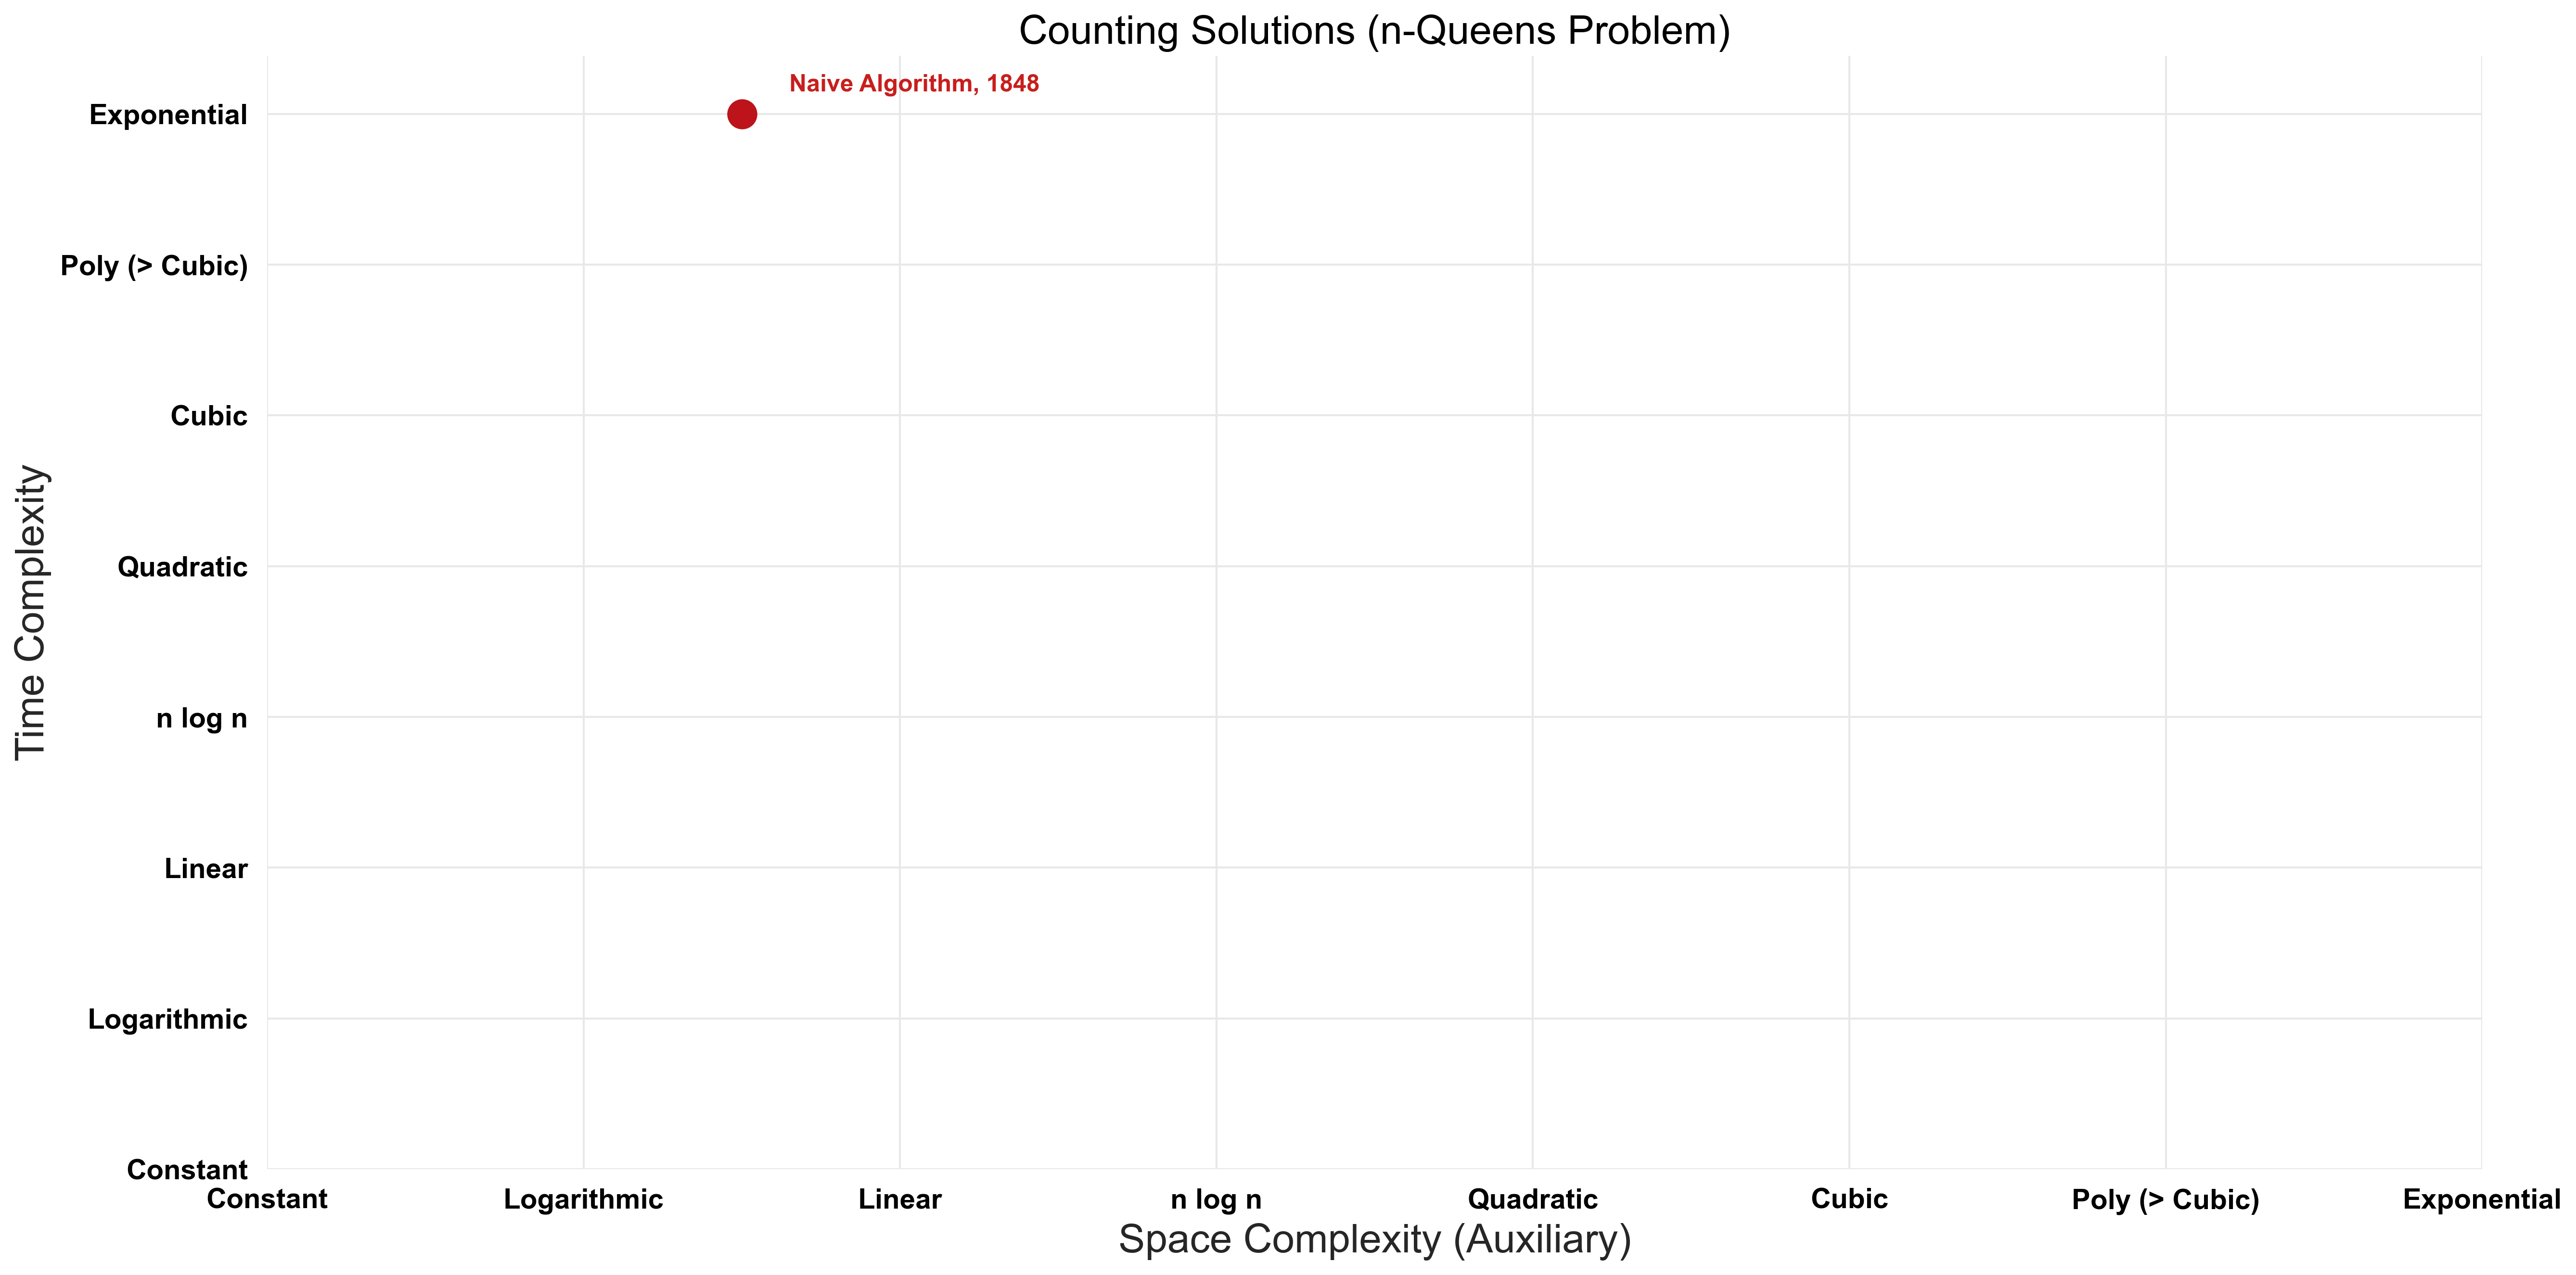 Counting Solutions (n-Queens Problem)
Naive Algorithm, 1848
Time Complexity
Exponential
Poly (> Cubic)
Cubic
Quadratic
n log n
Linear
Logarithmic
Constant
Constant Logarithmic Linear n log n Quadratic Cubic Poly (> Cubic) Exponential
Space Complexity (Auxiliary)